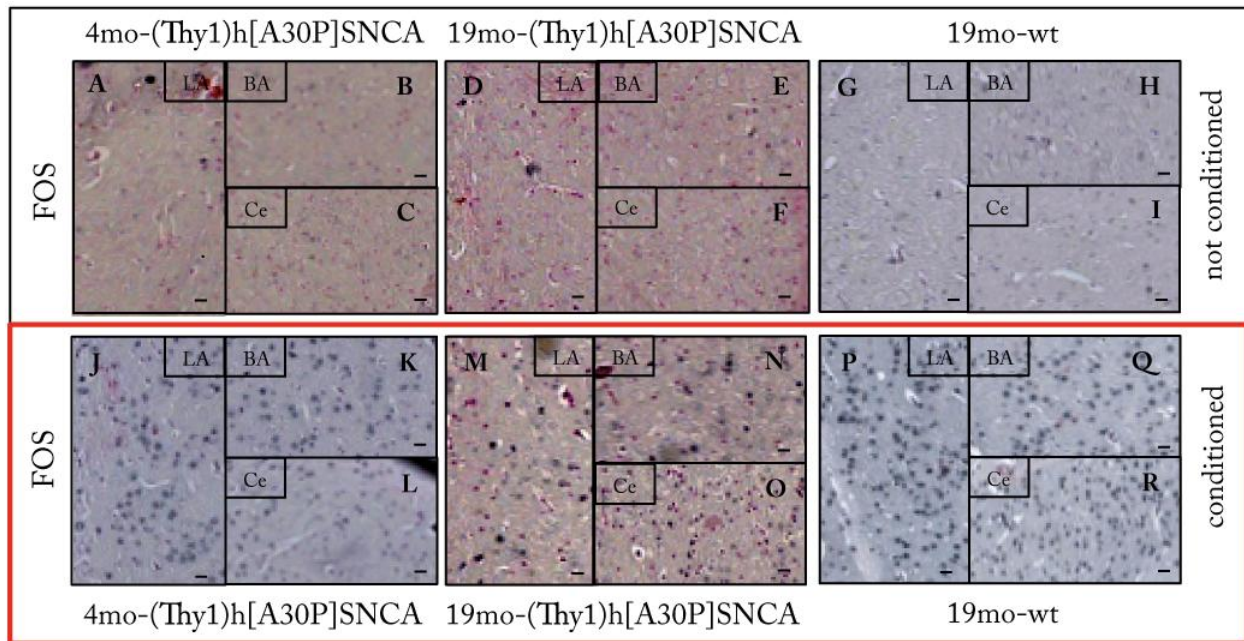 4mo-(Thy1)h[A30P]SNCA 19mo-(Thy1)h[A30P]SNCA 19mo-wt
FOS
A LA BA B
Ce C
D LA BA E
Ce F
G LA BA H
Ce I
not conditioned
FOS
J LA BA K
Ce L
M LA BA N
Ce O
P LA BA Q
Ce R
conditioned
4mo-(Thy1)h[A30P]SNCA 19mo-(Thy1)h[A30P]SNCA 19mo-wt